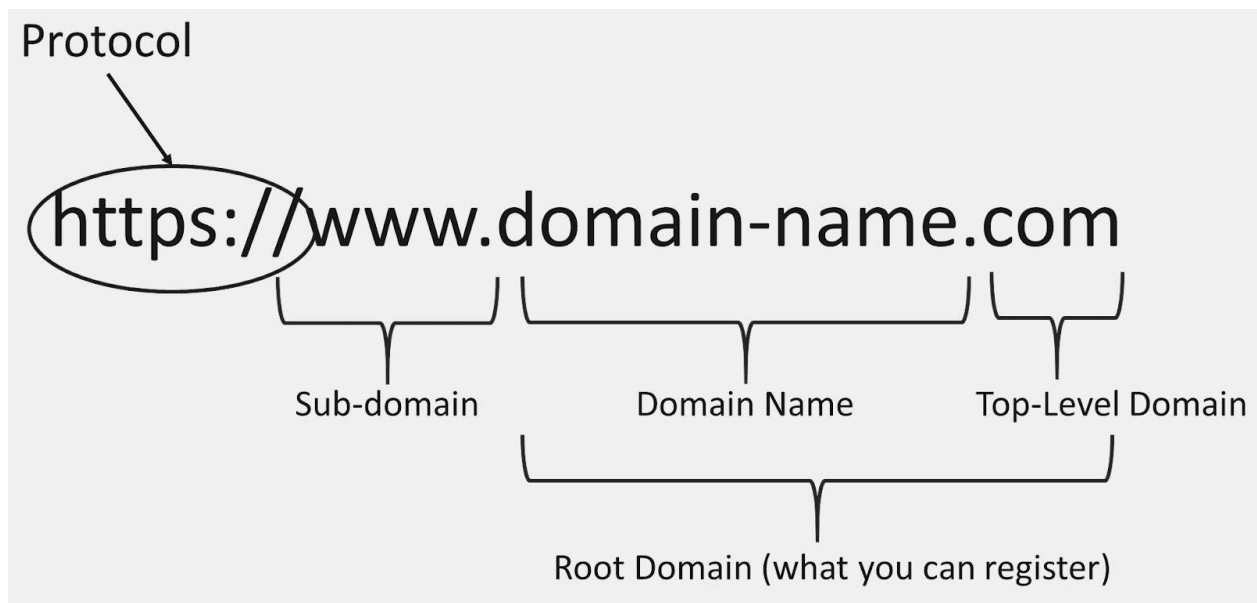 Protocol
https://www.domain-name.com
Sub-domain
Domain Name
Top-Level Domain
Root Domain (what you can register)